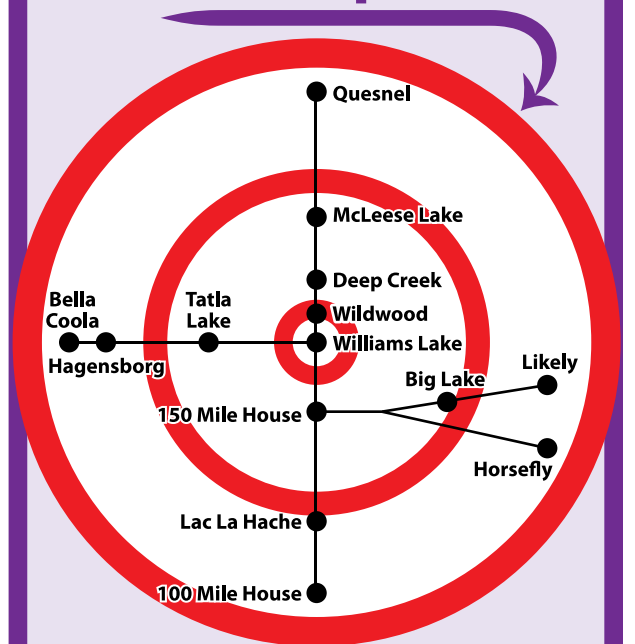 Quesnel
McLeese Lake
Deep Creek
Bella
Coola
Tatla
Lake
Wildwood
Williams Lake
Hagensborg
Likely
Big Lake
150 Mile House
Horsefly
Lac La Hache
100 Mile House